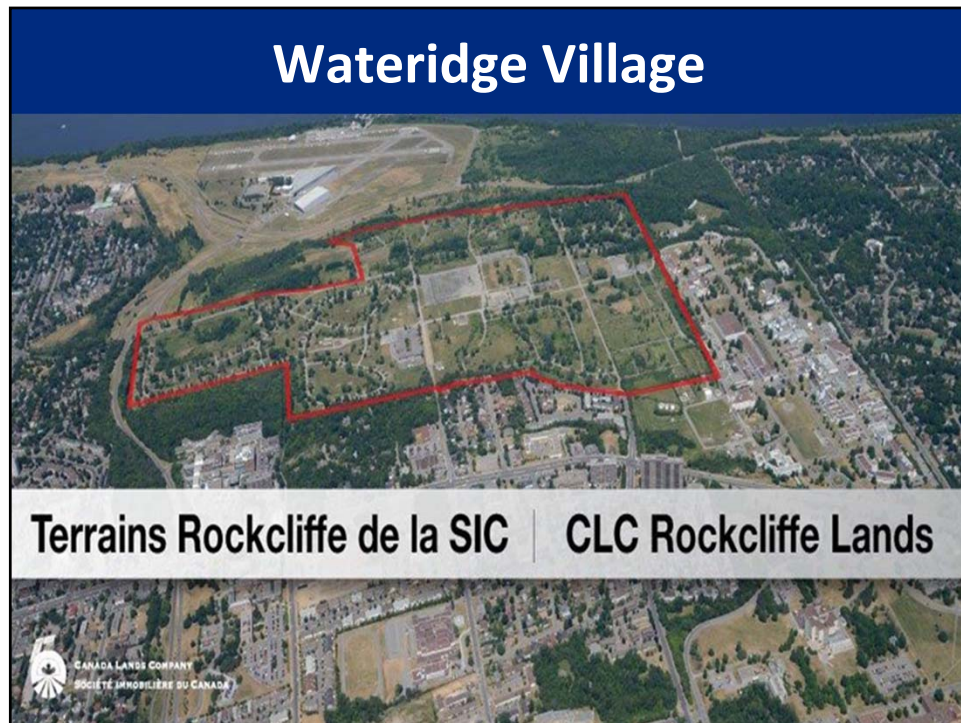 Wateridge Village
Terrains Rockcliffe de la SIC | CLC Rockcliffe Lands
CANADA LANDS COMPANY
SOCIÉTÉ IMMOBILIÈRE DU CANADA